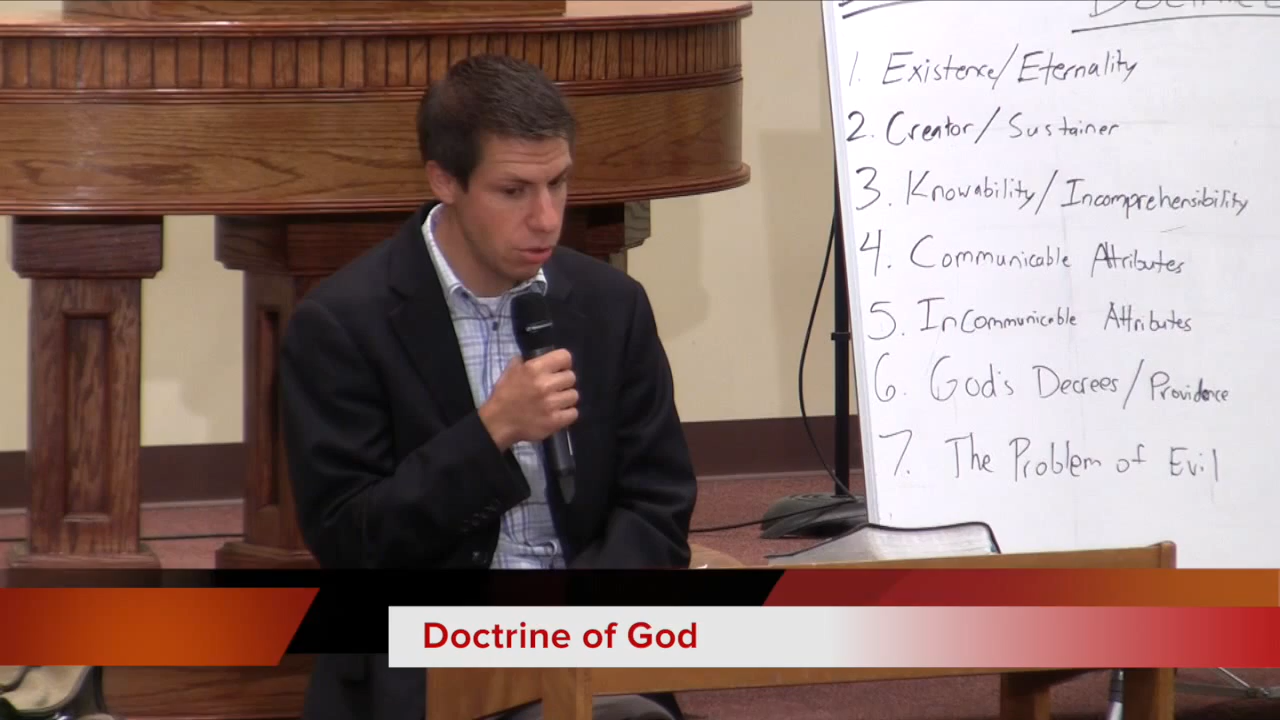 1. Existence/Eternality
2. Creator/Sustainer
3. Knowability/Incomprehensibility
4. Communicable Attributes
5. Incommunicable Attributes
6. God's Decrees/Providence
7. The Problem of Evil
Doctrine of God